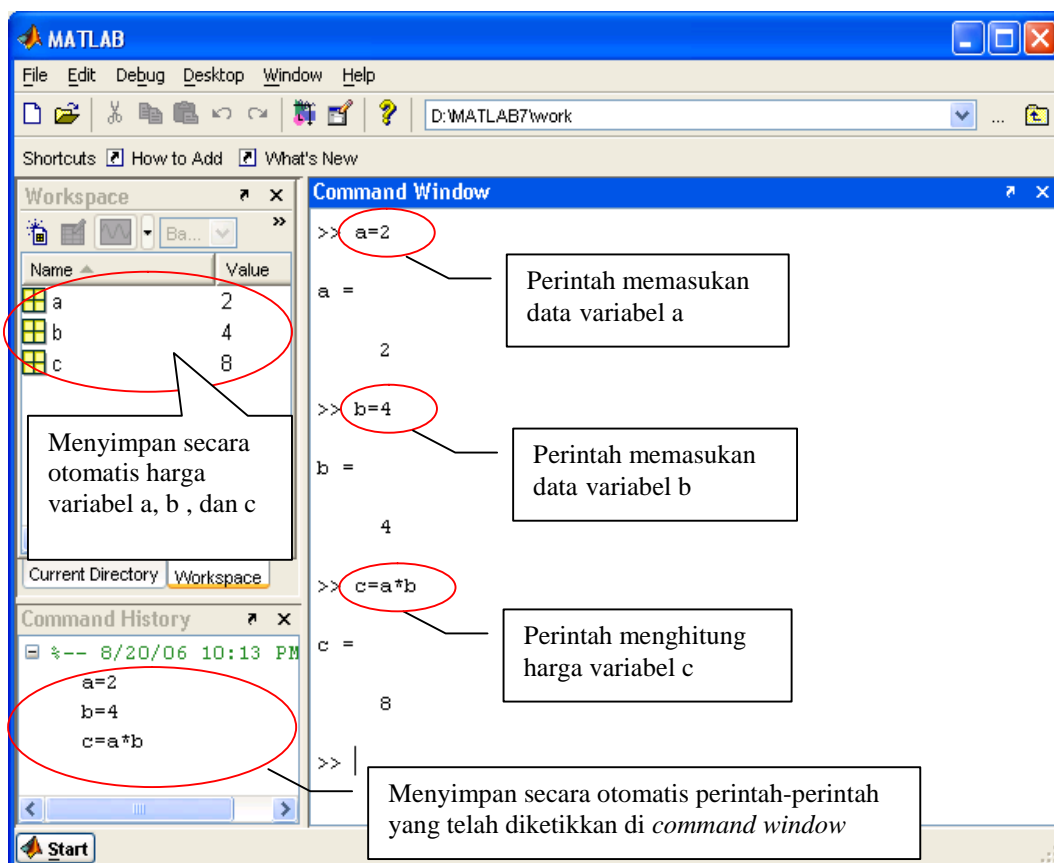 MATLAB
File Edit Debug Desktop Window Help
D:\MATLAB7\work
...
Shortcuts How to Add What's New
Workspace
Ba...
»
Name Value
a 2
b 4
c 8
Menyimpan secara
otomatis harga
variabel a, b , dan c
Current Directory Workspace
Command History
%-- 8/20/06 10:13 PM
a=2
b=4
c=a*b
Start
Command Window
>> a=2
a =
2
>> b=4
b =
4
>> c=a*b
c =
8
>>
Perintah memasukan
data variabel a
Perintah memasukan
data variabel b
Perintah menghitung
harga variabel c
Menyimpan secara otomatis perintah-perintah
yang telah diketikkan di command window